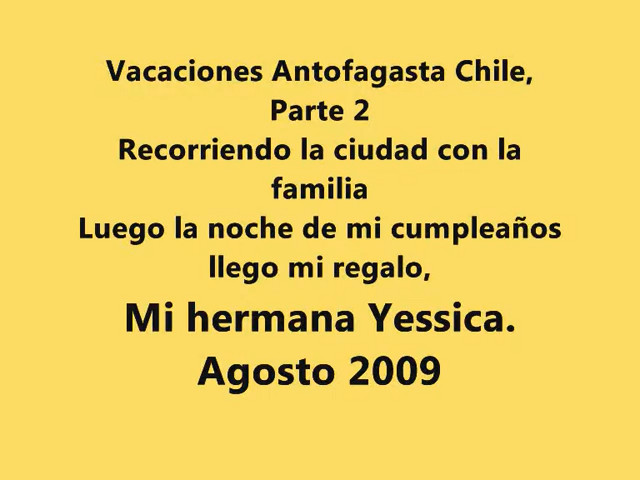 Vacaciones Antofagasta Chile,
Parte 2
Recorriendo la ciudad con la
familia
Luego la noche de mi cumpleaños
llego mi regalo,
Mi hermana Yessica.
Agosto 2009